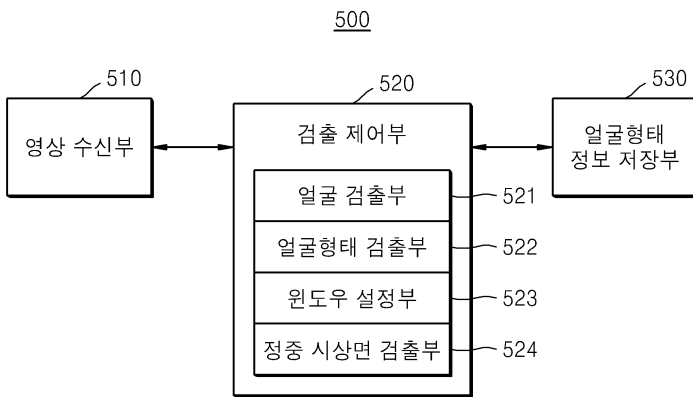 500
510
영상 수신부
520
검출 제어부
얼굴 검출부
521
얼굴형태 검출부
522
윈도우 설정부
523
정중 시상면 검출부
524
530
얼굴형태
정보 저장부